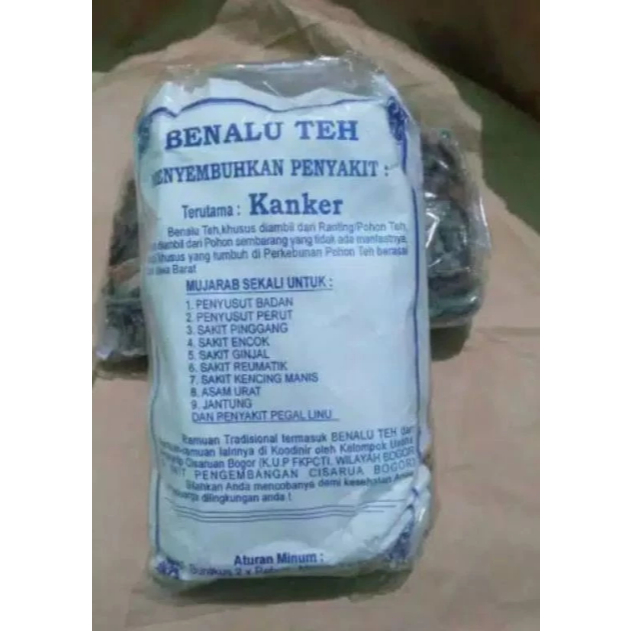 BENALU TEH
ENYEMBUHKAN PENYAKIT :
Terutama : Kanker
Benalu Teh,khusus diambil dari Ranting/Pohon Teh,
diambil dari Pohon sembarang yang tidak ada manfaatnya,
khusus yang tumbuh di Perkebunan Pohon Teh berasal
Jawa Barat
MUJARAB SEKALI UNTUK :
1. PENYUSUT BADAN
2. PENYUSUT PERUT
3. SAKIT PINGGANG
4. SAKIT ENCOK
5. SAKIT GINJAL
6. SAKIT REUMATIK
7. SAKIT KENCING MANIS
8. ASAM URAT
9. JANTUNG
DAN PENYAKIT PEGAL LINU
Ramuan Tradisional termasuk BENALU TEH dan
lainnya di Kondinir oleh Kelompok Usaha
Cisaruan Bogor (K.U.P FKPCTI. WILAYAH BOGOR
PENGEMBANGAN CISARUA BOGOR)
Silahkan Anda mencobanya demi kesehatan Anda
dilingkungan anda !
Aturan Minum :